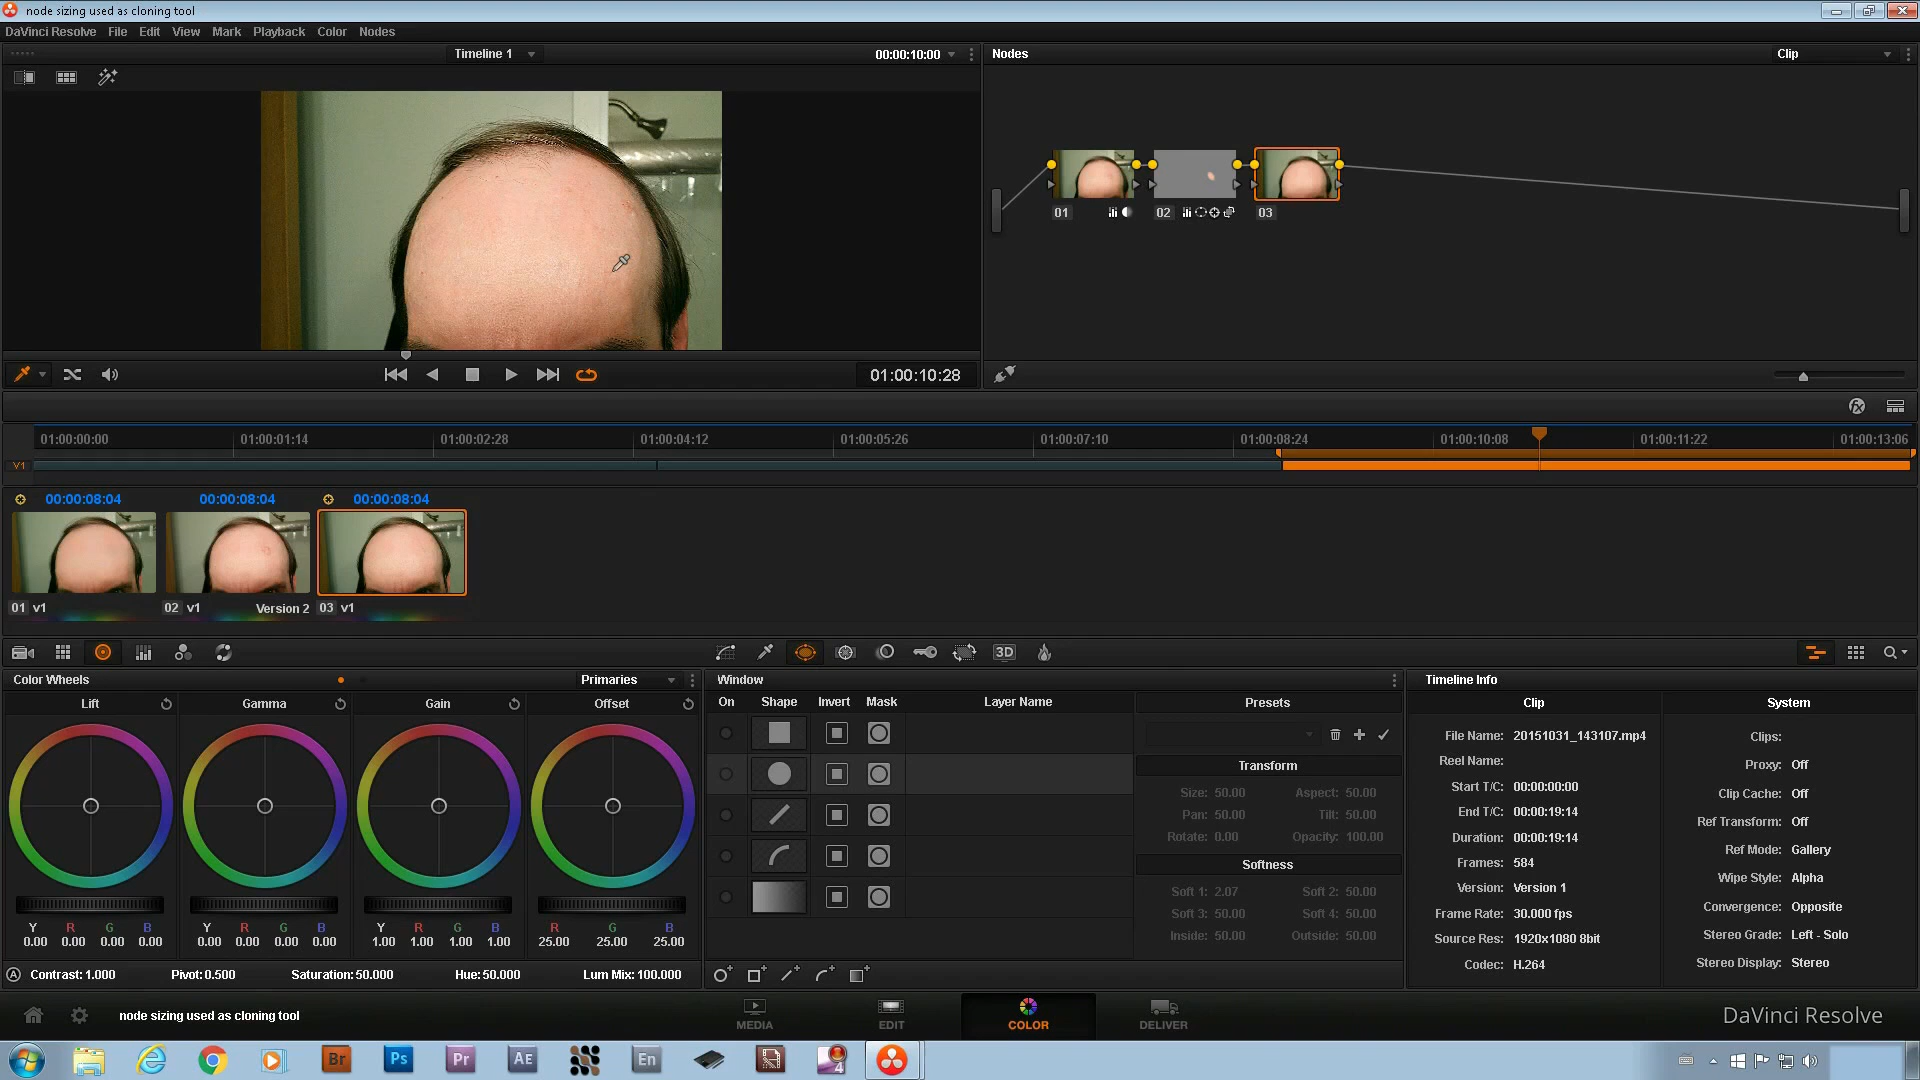 node sizing used as cloning tool
DaVinci Resolve File Edit View Mark Playback Color Nodes
Timeline 1 00:00:10:00 Nodes Clip
01 02 03
01:00:10:28
01:00:00:00 01:00:01:14 01:00:02:28 01:00:04:12 01:00:05:26 01:00:07:10 01:00:08:24 01:00:10:08 01:00:11:22 01:00:13:06
V1
00:00:08:04 00:00:08:04 00:00:08:04
01 v1 02 v1 Version 2 03 v1
3D
Color Wheels Primaries Window Timeline Info
Lift Gamma Gain Offset On Shape Invert Mask Layer Name Presets Clip System
File Name: 20151031_143107.mp4 Clips:
Reel Name: Proxy: Off
Transform
Start T/C: 00:00:00:00 Clip Cache: Off
Size: 50.00 Aspect: 50.00
End T/C: 00:00:19:14 Ref Transform: Off
Pan: 50.00 Tilt: 50.00
Duration: 00:00:19:14 Ref Mode: Gallery
Rotate: 0.00 Opacity: 100.00
Frames: 584 Wipe Style: Alpha
Softness
Version: Version 1 Convergence: Opposite
Soft 1: 2.07 Soft 2: 50.00
Frame Rate: 30.000 fps Stereo Grade: Left - Solo
Soft 3: 50.00 Soft 4: 50.00
Source Res: 1920x1080 8bit Stereo Display: Stereo
Inside: 50.00 Outside: 50.00
Codec: H.264
Y R G B Y R G B Y R G B R G B
0.00 0.00 0.00 0.00 0.00 0.00 0.00 0.00 1.00 1.00 1.00 1.00 25.00 25.00 25.00
A Contrast: 1.000 Pivot: 0.500 Saturation: 50.000 Hue: 50.000 Lum Mix: 100.000
node sizing used as cloning tool MEDIA EDIT COLOR DELIVER DaVinci Resolve
Br Ps Pr AE En 4